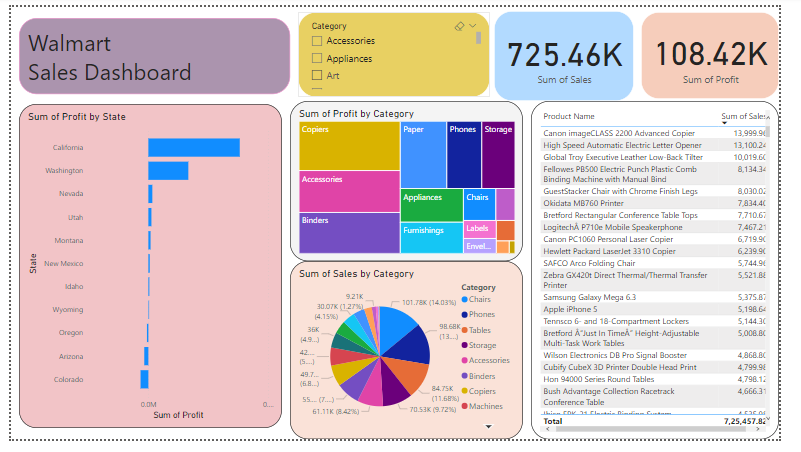 Walmart
Sales Dashboard
Category
Accessories
Appliances
Art
725.46K
Sum of Sales
108.42K
Sum of Profit
Sum of Profit by State
California
Washington
Nevada
Utah
Montana
New Mexico
Idaho
Wyoming
Oregon
Arizona
Colorado
State
0.0M
0...
Sum of Profit
Sum of Profit by Category
Copiers
Paper
Phones
Storage
Accessories
Appliances
Chairs
Binders
Furnishings
Labels
Envel...
Sum of Sales by Category
9.21K
(1.27%)
30.07K
(4.15%)
36K
(4.9...)
42...
(5....)
49.7...
(6.8...)
55... (7....)
61.11K (8.42%)
70.53K (9.72%)
84.75K
(11.68%)
98.68K
(13....)
101.78K (14.03%)
Category
Chairs
Phones
Tables
Storage
Accessories
Binders
Copiers
Machines
Product Name Sum of Sales
Canon imageCLASS 2200 Advanced Copier 13,999.96
High Speed Automatic Electric Letter Opener 13,100.24
Global Troy Executive Leather Low-Back Tilter 10,019.60
Fellowes PB500 Electric Punch Plastic Comb 8,134.34
Binding Machine with Manual Bind
GuestStacker Chair with Chrome Finish Legs 8,030.02
Okidata MB760 Printer 7,834.40
Bretford Rectangular Conference Table Tops 7,710.67
LogitechÂ P710e Mobile Speakerphone 7,467.21
Canon PC1060 Personal Laser Copier 6,719.90
Hewlett Packard LaserJet 3310 Copier 6,239.90
SAFCO Arco Folding Chair 5,744.96
Zebra GX420t Direct Thermal/Thermal Transfer 5,521.88
Printer
Samsung Galaxy Mega 6.3 5,375.87
Apple iPhone 5 5,198.64
Tennsco 6- and 18-Compartment Lockers 5,144.30
Bretford Â"Just In TimeÂ" Height-Adjustable 5,008.80
Multi-Task Work Tables
Wilson Electronics DB Pro Signal Booster 4,868.80
Cubify CubeX 3D Printer Double Head Print 4,799.98
Hon 94000 Series Round Tables 4,798.12
Bush Advantage Collection Racetrack 4,666.31
Conference Table
Total 7,25,457.82